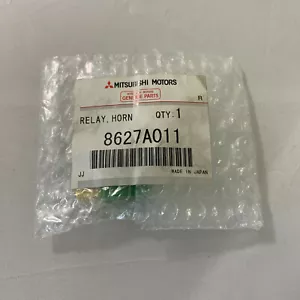 MITSUBISHI MOTORS
GENUINE PARTS
R
RELAY, HORN QTY.1
8627A011
JJ MADE IN JAPAN